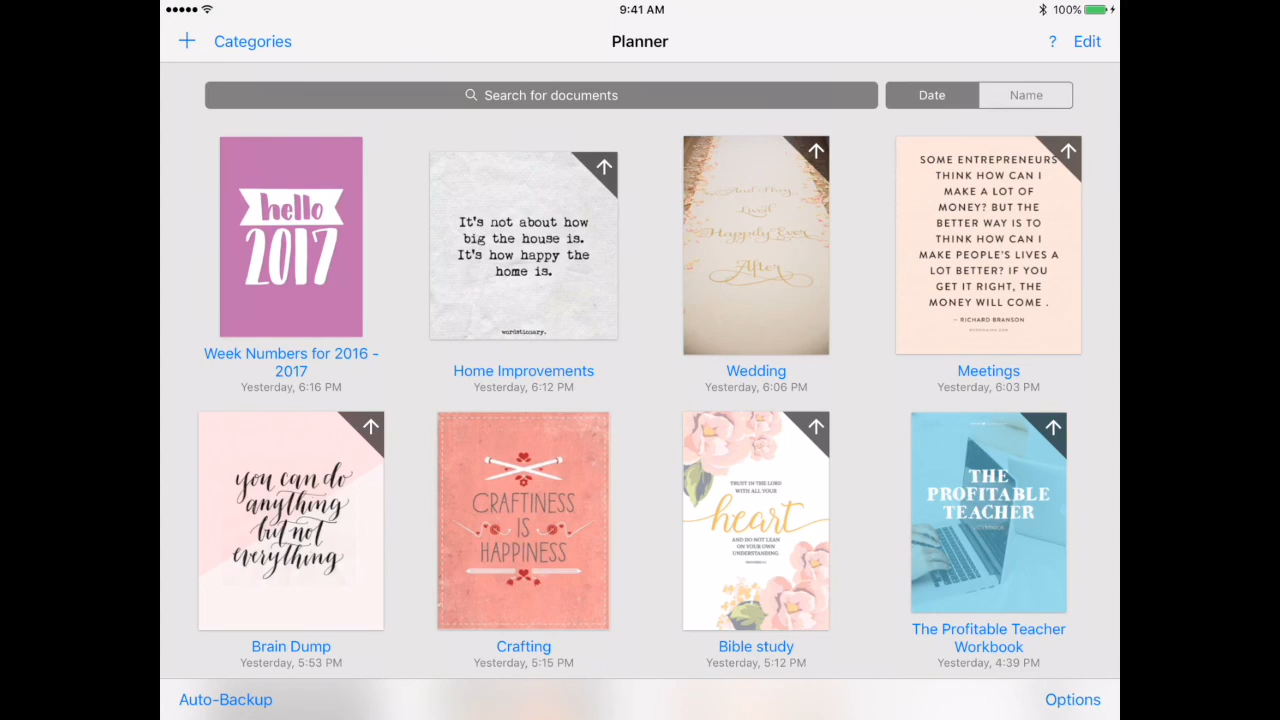 9:41 AM
100%
Categories
Planner
?
Edit
Search for documents
Date
Name
hello
2017
It's not about how
big the house is.
It's how happy the
home is.
wordstionary.
And They
Lived
Happily Ever
After
SOME ENTREPRENEURS
THINK HOW CAN I
MAKE A LOT OF
MONEY? BUT THE
BETTER WAY IS TO
THINK HOW CAN I
MAKE PEOPLE'S LIVES A
LOT BETTER? IF YOU
GET IT RIGHT, THE
MONEY WILL COME .
– RICHARD BRANSON
Week Numbers for 2016 -
2017
Yesterday, 6:16 PM
Home Improvements
Yesterday, 6:12 PM
Wedding
Yesterday, 6:06 PM
Meetings
Yesterday, 6:03 PM
you can do
anything
but not
everything
CRAFTINESS
IS
HAPPINESS
TRUST IN THE LORD
WITH ALL YOUR
heart
AND DO NOT LEAN
ON YOUR OWN
UNDERSTANDING
THE
PROFITABLE
TEACHER
Brain Dump
Yesterday, 5:53 PM
Crafting
Yesterday, 5:15 PM
Bible study
Yesterday, 5:12 PM
The Profitable Teacher
Workbook
Yesterday, 4:39 PM
Auto-Backup
Options